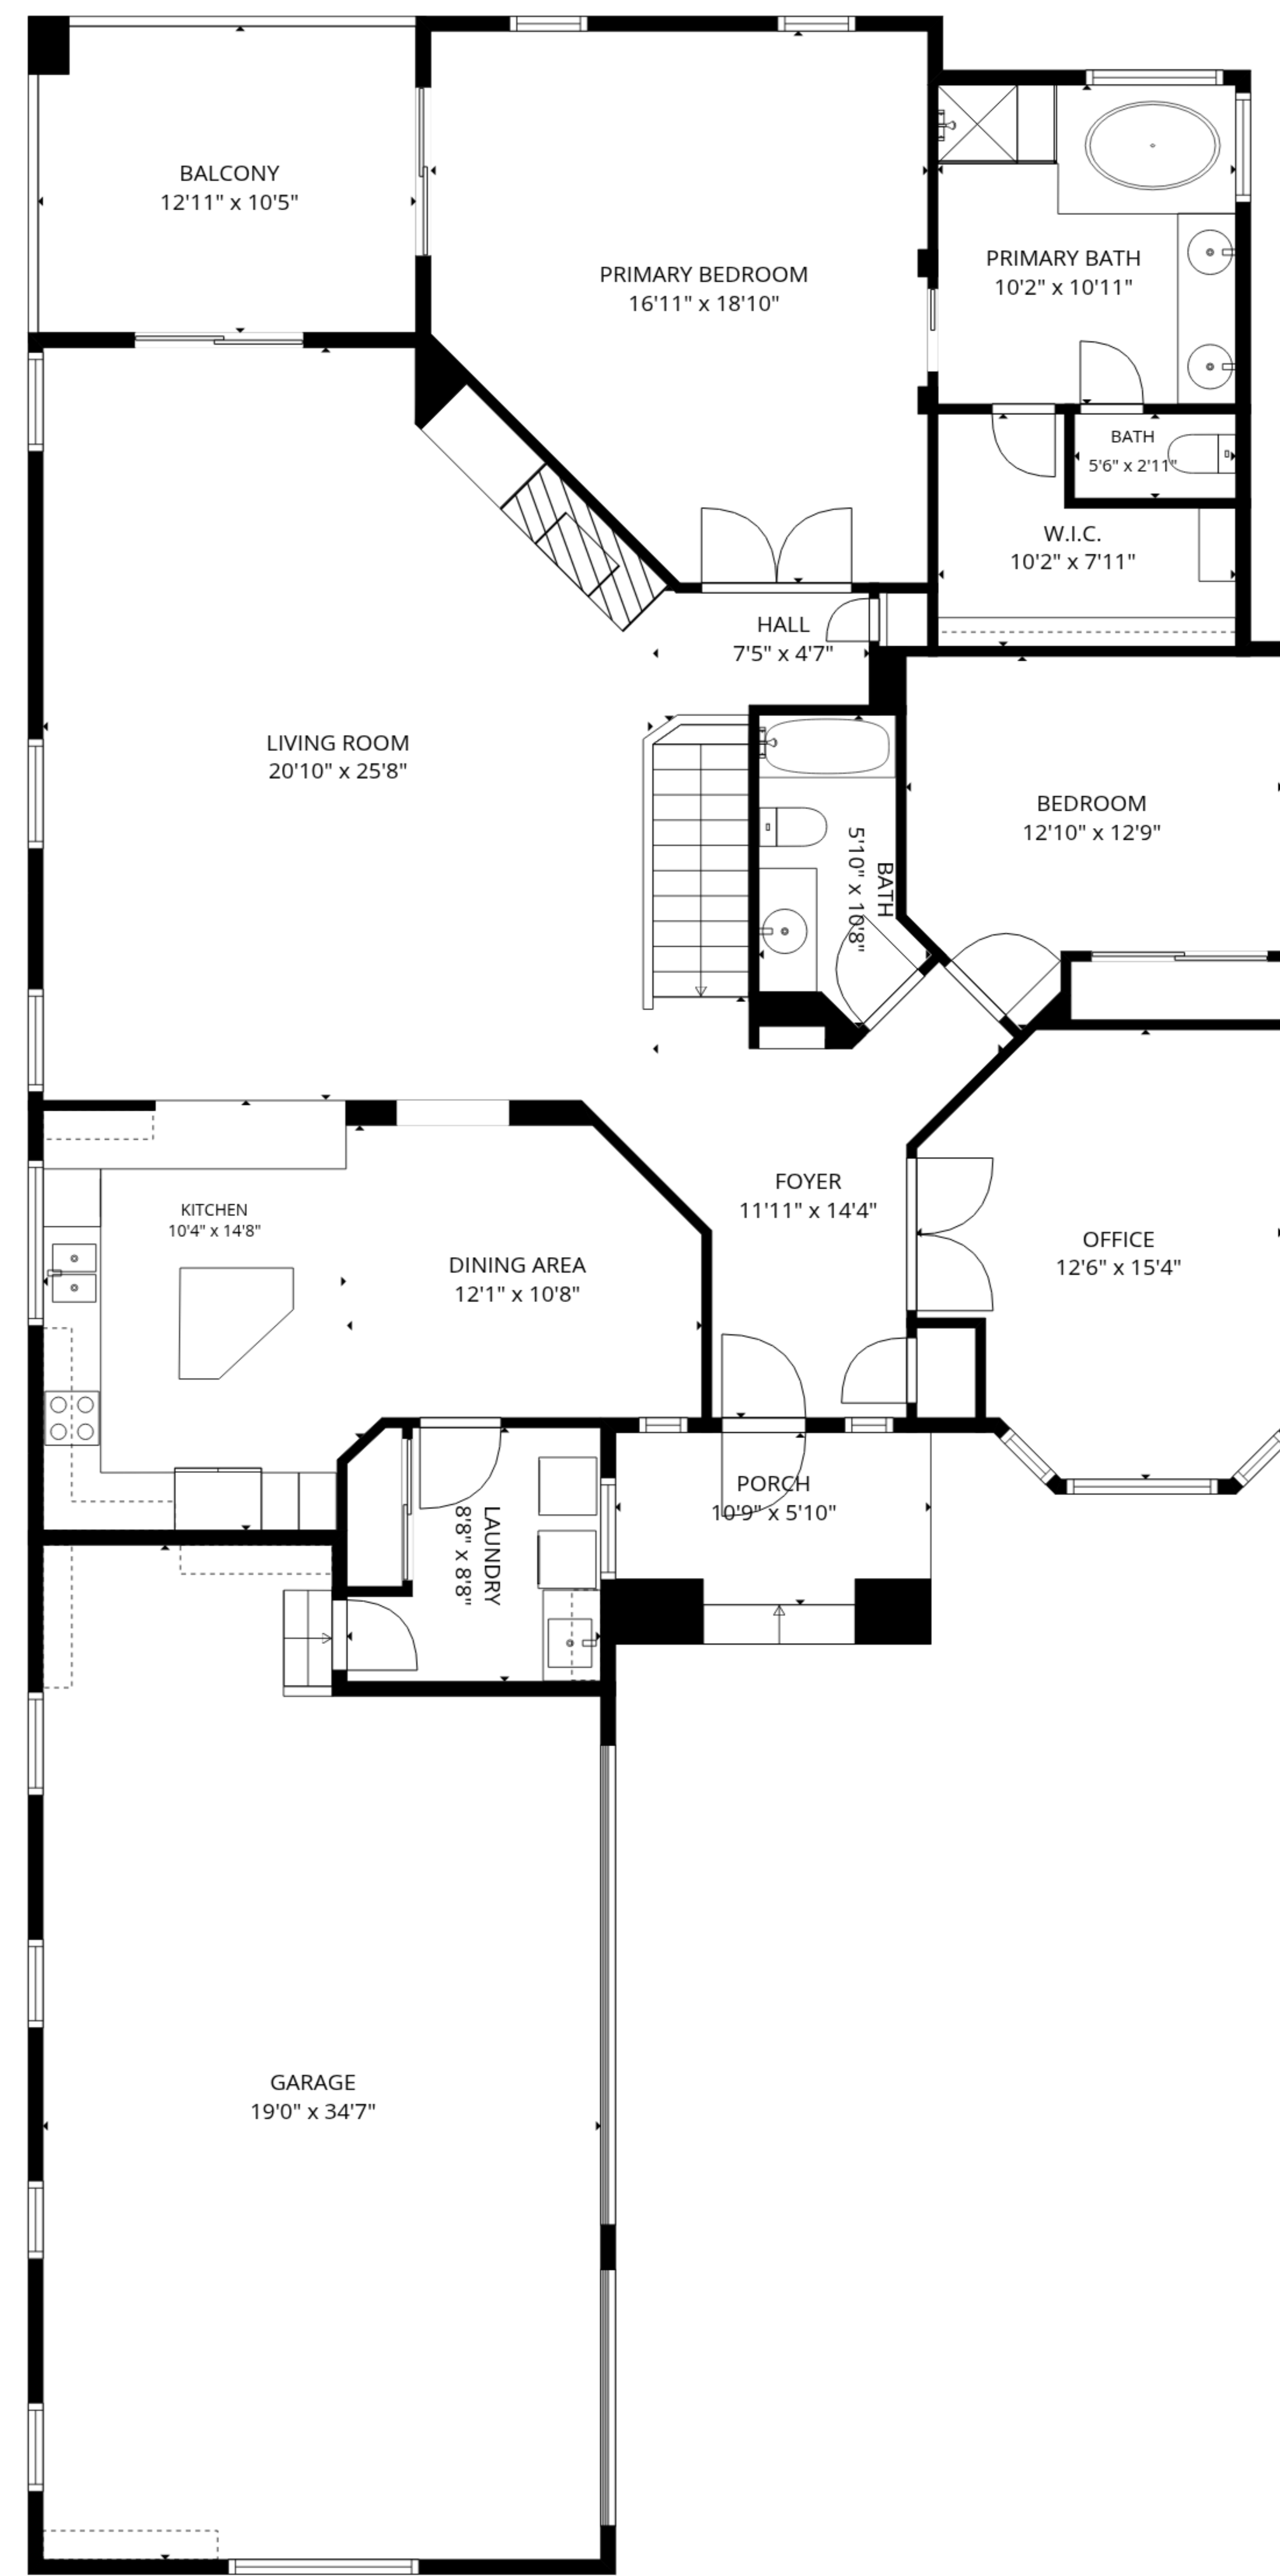 BALCONY
12'11" x 10'5"
PRIMARY BEDROOM
16'11" x 18'10"
PRIMARY BATH
10'2" x 10'11"
BATH
5'6" x 2'11"
W.I.C.
10'2" x 7'11"
HALL
7'5" x 4'7"
LIVING ROOM
20'10" x 25'8"
BEDROOM
12'10" x 12'9"
BATH
5'10" x 10'8"
FOYER
11'11" x 14'4"
KITCHEN
10'4" x 14'8"
DINING AREA
12'1" x 10'8"
OFFICE
12'6" x 15'4"
PORCH
10'9" x 5'10"
LAUNDRY
8'8" x 8'8"
GARAGE
19'0" x 34'7"